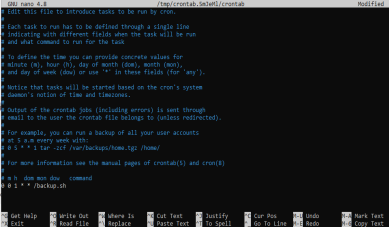 GNU nano 4.8 /tmp/crontab.SmIeMl/crontab Modified
# Edit this file to introduce tasks to be run by cron.
#
# Each task to run has to be defined through a single line
# indicating with different fields when the task will be run
# and what command to run for the task
#
# To define the time you can provide concrete values for
# minute (m), hour (h), day of month (dom), month (mon),
# and day of week (dow) or use '*' in these fields (for 'any').
#
# Notice that tasks will be started based on the cron's system
# daemon's notion of time and timezones.
#
# Output of the crontab jobs (including errors) is sent through
# email to the user the crontab file belongs to (unless redirected).
#
# For example, you can run a backup of all your user accounts
# at 5 a.m every week with:
# 0 5 * * 1 tar -zcf /var/backups/home.tgz /home/
#
# For more information see the manual pages of crontab(5) and cron(8)
#
# m h dom mon dow command
0 0 1 * * /backup.sh
^G Get Help ^O Write Out ^W Where Is ^K Cut Text ^J Justify ^C Cur Pos M-U Undo M-A Mark Text
^X Exit ^R Read File ^\ Replace ^U Paste Text ^T To Spell ^_ Go To Line M-E Redo M-6 Copy Text